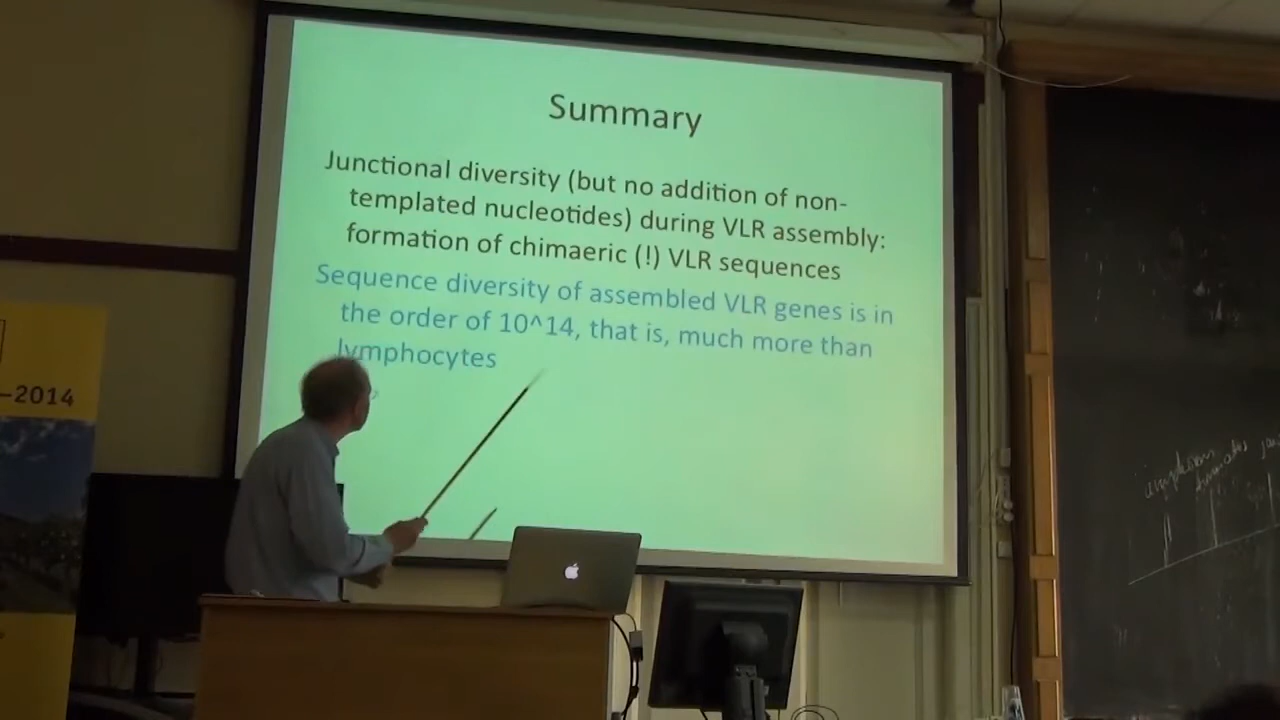 Summary
Junctional diversity (but no addition of non-
templated nucleotides) during VLR assembly:
formation of chimaeric (!) VLR sequences
Sequence diversity of assembled VLR genes is in
the order of 10^14, that is, much more than
lymphocytes
-2014